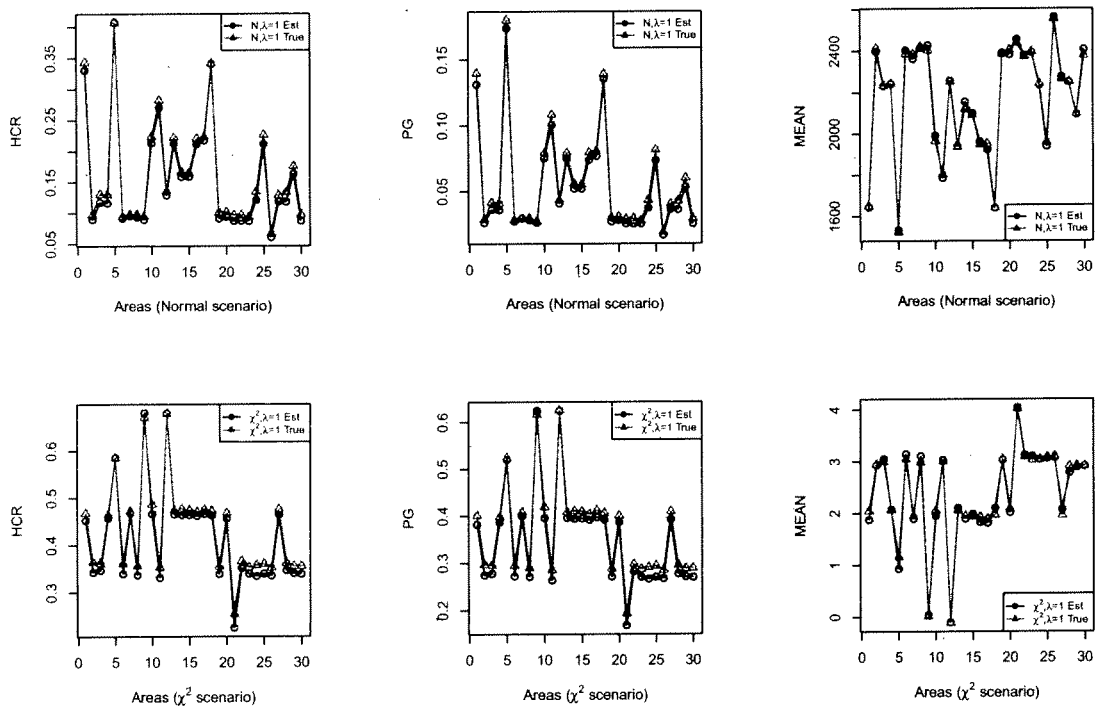 HCR
0.05 0.15 0.25 0.35
N,λ=1 Est
N,λ=1 True
0 5 10 15 20 25 30
Areas (Normal scenario)
PG
0.05 0.10 0.15
N,λ=1 Est
N,λ=1 True
0 5 10 15 20 25 30
Areas (Normal scenario)
MEAN
1600 2000 2400
N,λ=1 Est
N,λ=1 True
0 5 10 15 20 25 30
Areas (Normal scenario)
HCR
0.3 0.4 0.5 0.6
χ²,λ=1 Est
χ²,λ=1 True
0 5 10 15 20 25 30
Areas (χ² scenario)
PG
0.2 0.3 0.4 0.5 0.6
χ²,λ=1 Est
χ²,λ=1 True
0 5 10 15 20 25 30
Areas (χ² scenario)
MEAN
0 1 2 3 4
χ²,λ=1 Est
χ²,λ=1 True
0 5 10 15 20 25 30
Areas (χ² scenario)